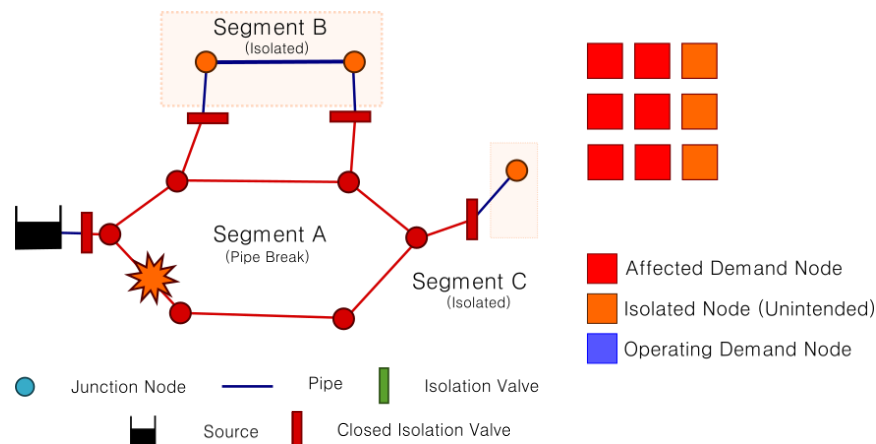 Segment B
(Isolated)
Segment A
(Pipe Break)
Segment C
(Isolated)
Affected Demand Node
Isolated Node (Unintended)
Operating Demand Node
Junction Node
Pipe
Isolation Valve
Source
Closed Isolation Valve